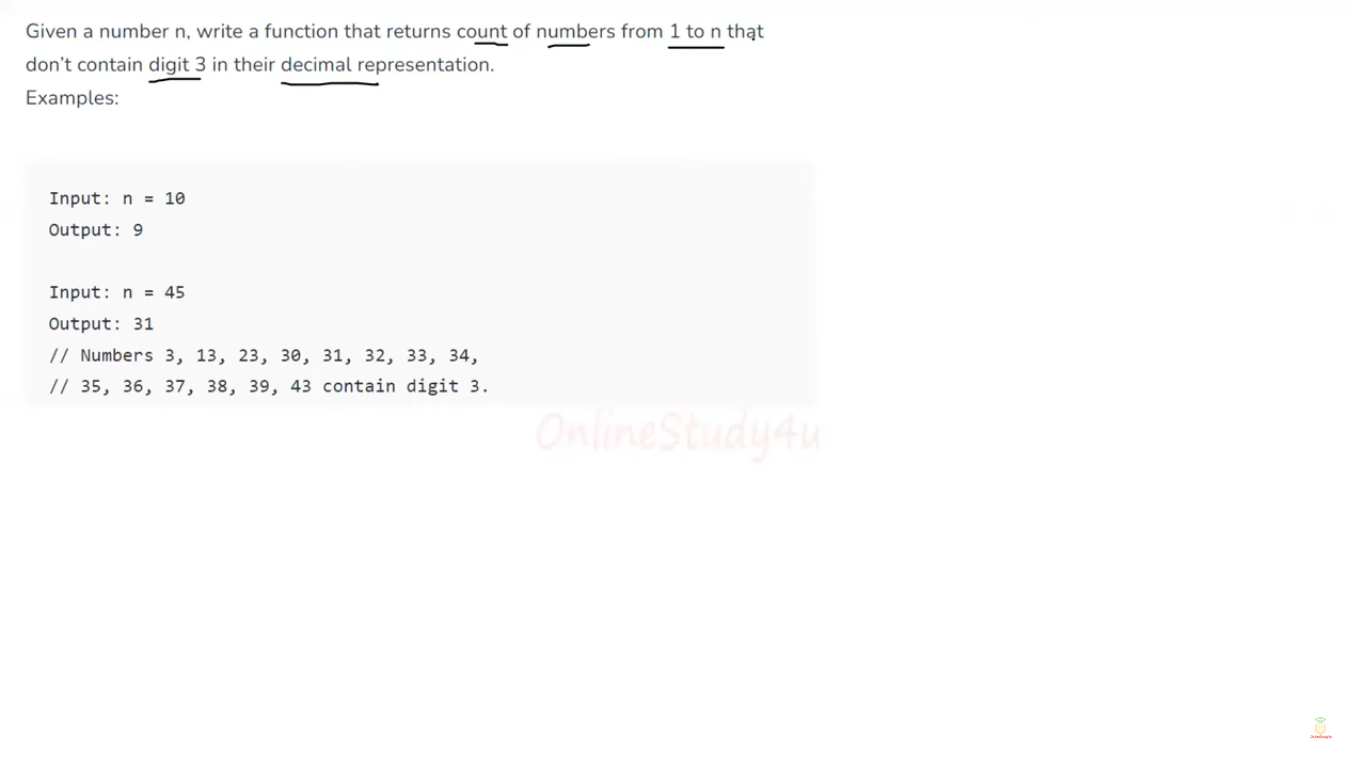 Given a number n, write a function that returns count of numbers from 1 to n that
don't contain digit 3 in their decimal representation.
Examples:
Input: n = 10
Output: 9
Input: n = 45
Output: 31
// Numbers 3, 13, 23, 30, 31, 32, 33, 34,
// 35, 36, 37, 38, 39, 43 contain digit 3.
OnlineStudy4u